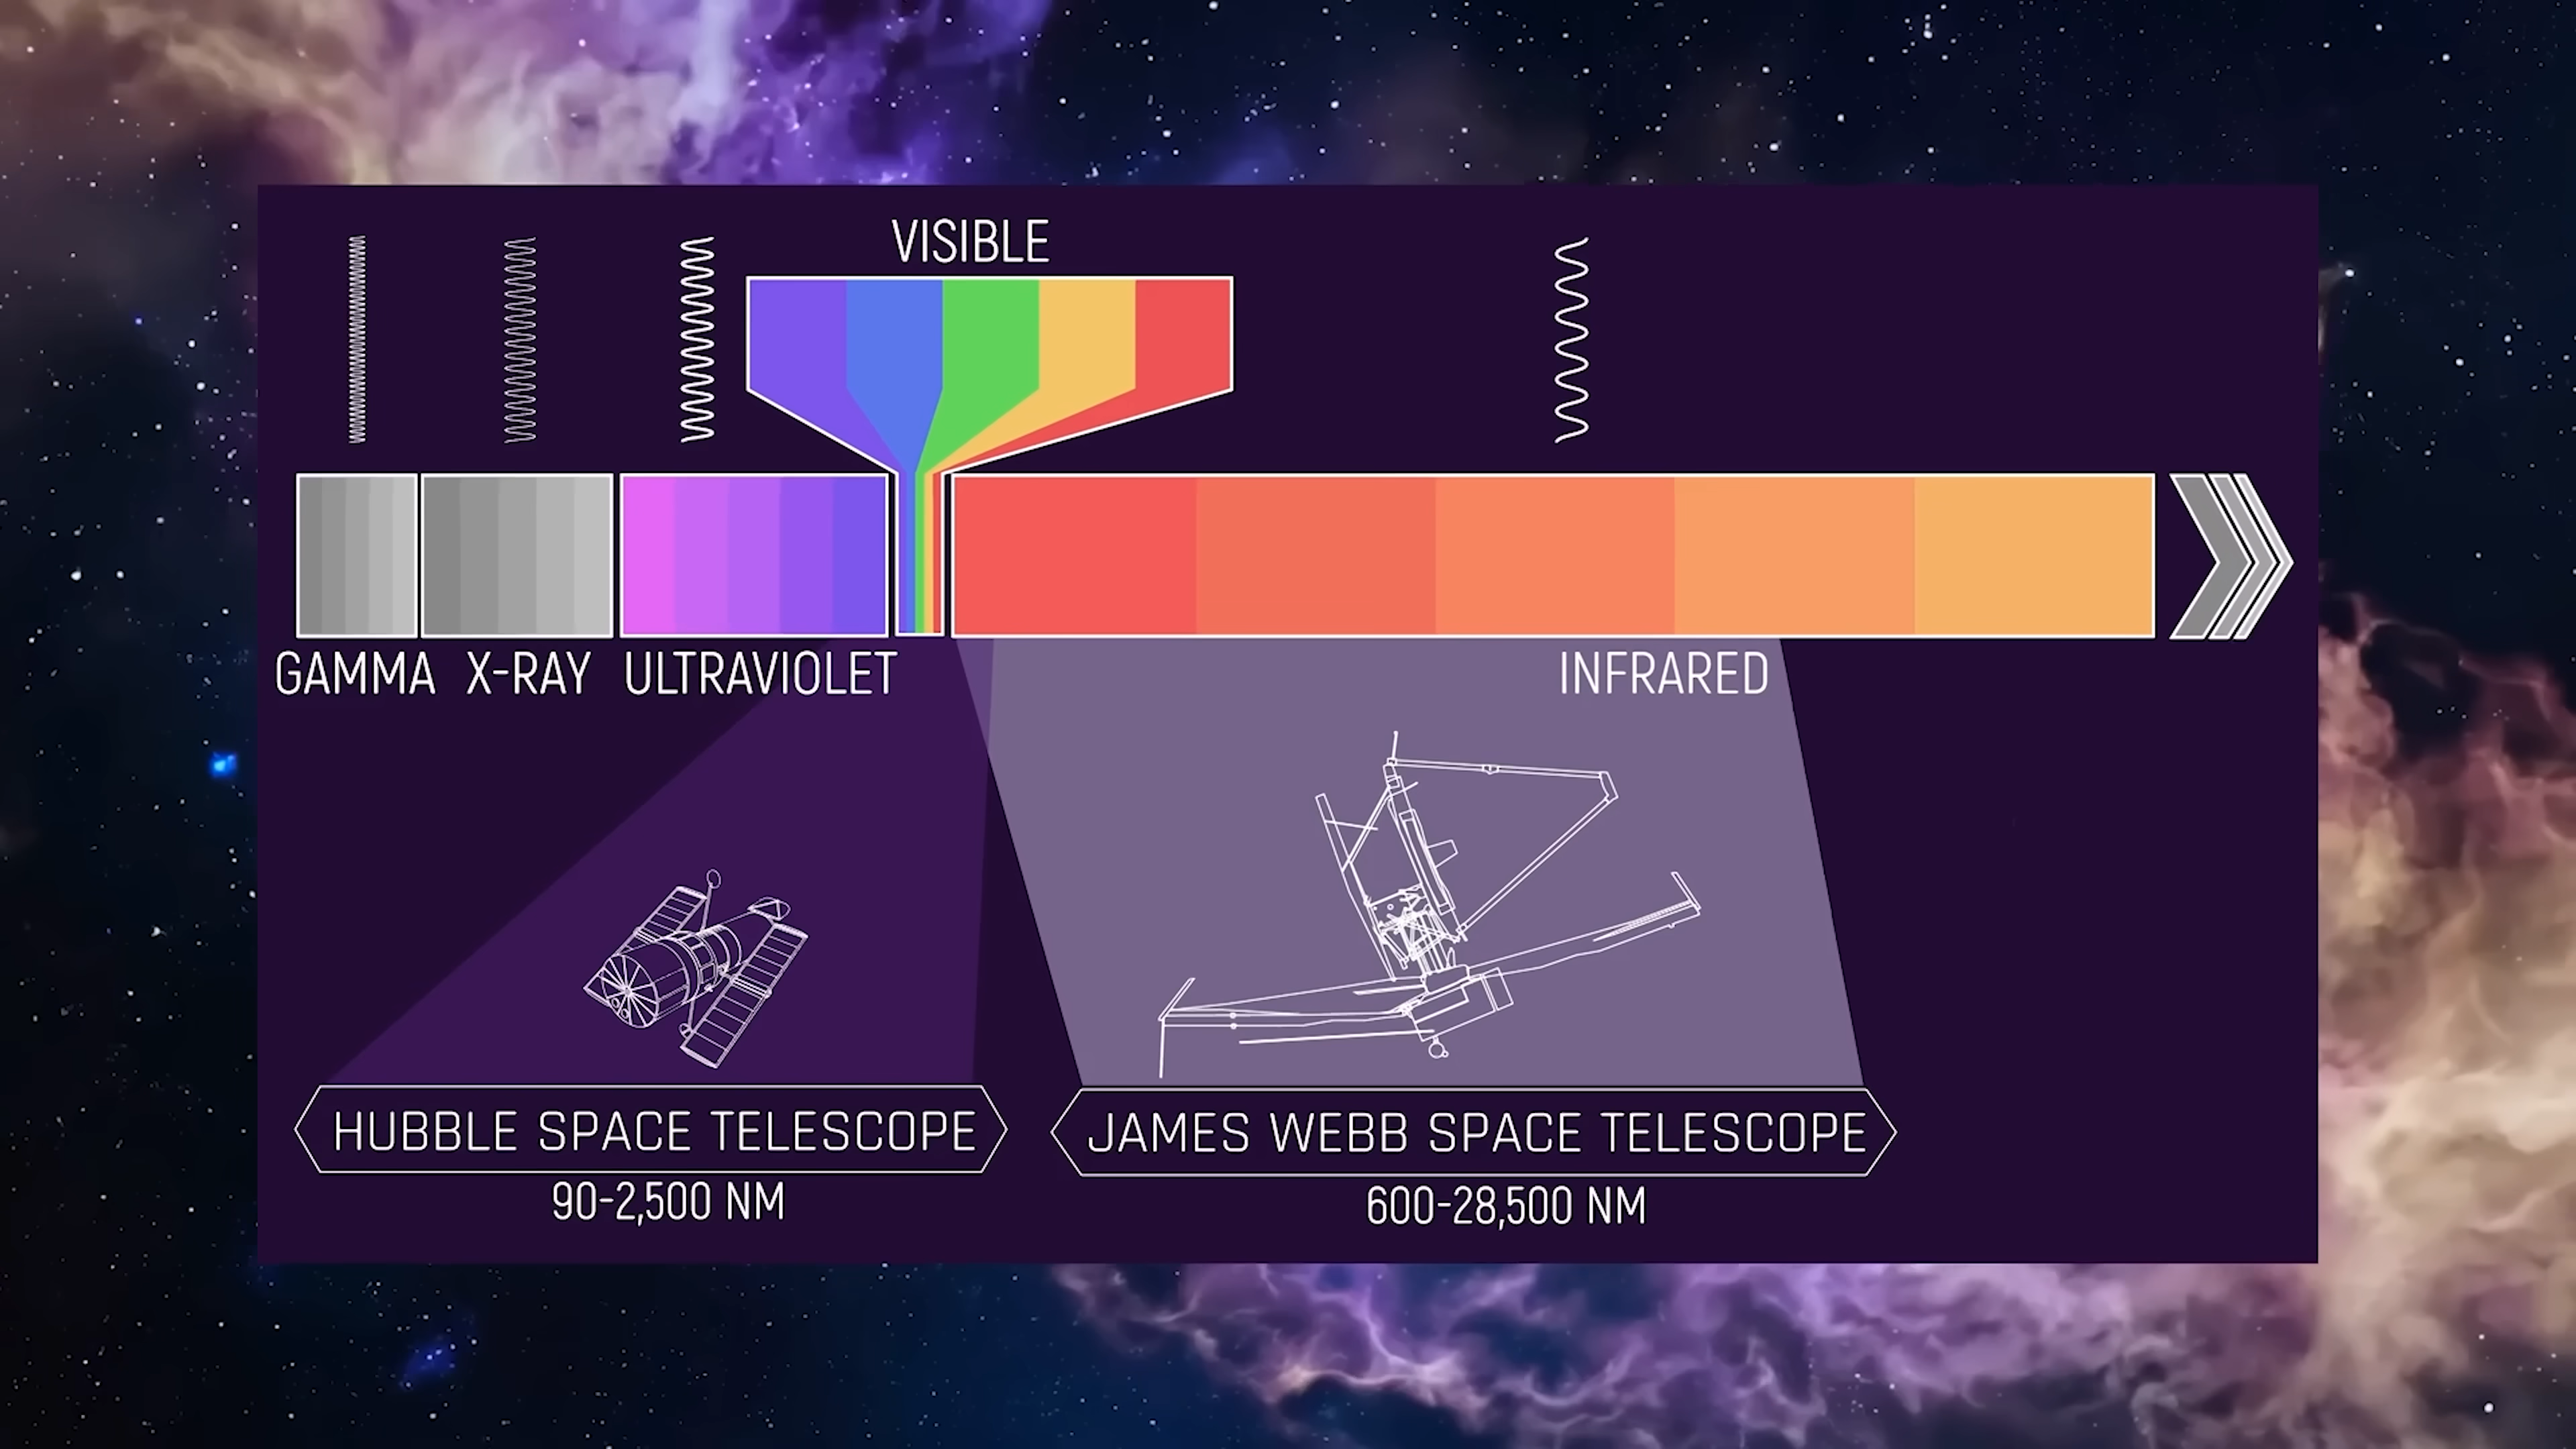 VISIBLE
GAMMA
X-RAY
ULTRAVIOLET
INFRARED
HUBBLE SPACE TELESCOPE
90-2,500 NM
JAMES WEBB SPACE TELESCOPE
600-28,500 NM